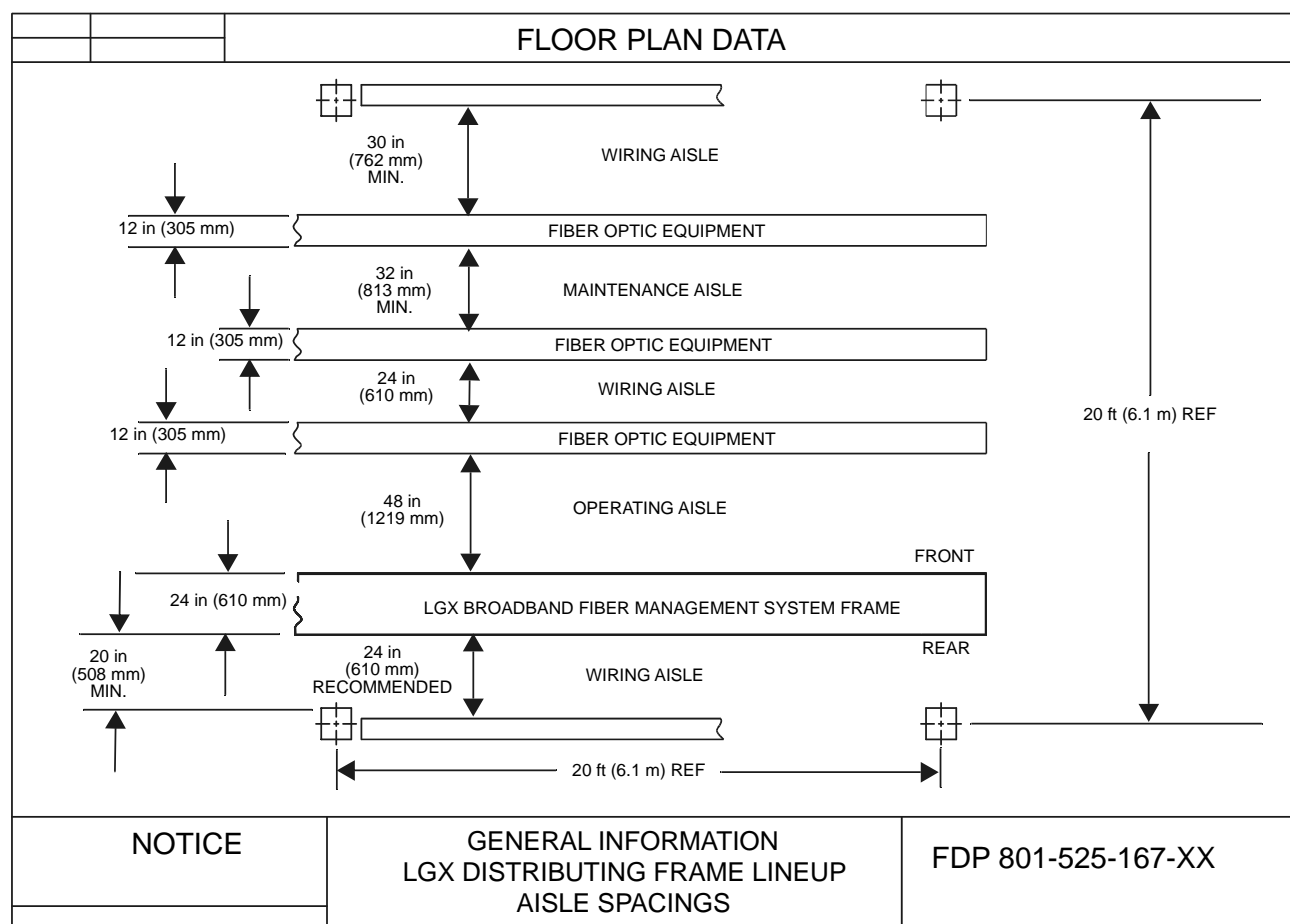 FLOOR PLAN DATA
30 in
(762 mm)
MIN.
WIRING AISLE
12 in (305 mm)
FIBER OPTIC EQUIPMENT
32 in
(813 mm)
MIN.
MAINTENANCE AISLE
12 in (305 mm)
FIBER OPTIC EQUIPMENT
24 in
(610 mm)
WIRING AISLE
20 ft (6.1 m) REF
12 in (305 mm)
FIBER OPTIC EQUIPMENT
48 in
(1219 mm)
OPERATING AISLE
FRONT
24 in (610 mm)
LGX BROADBAND FIBER MANAGEMENT SYSTEM FRAME
REAR
20 in
(508 mm)
MIN.
24 in
(610 mm)
RECOMMENDED
WIRING AISLE
20 ft (6.1 m) REF
NOTICE
GENERAL INFORMATION
LGX DISTRIBUTING FRAME LINEUP
AISLE SPACINGS
FDP 801-525-167-XX